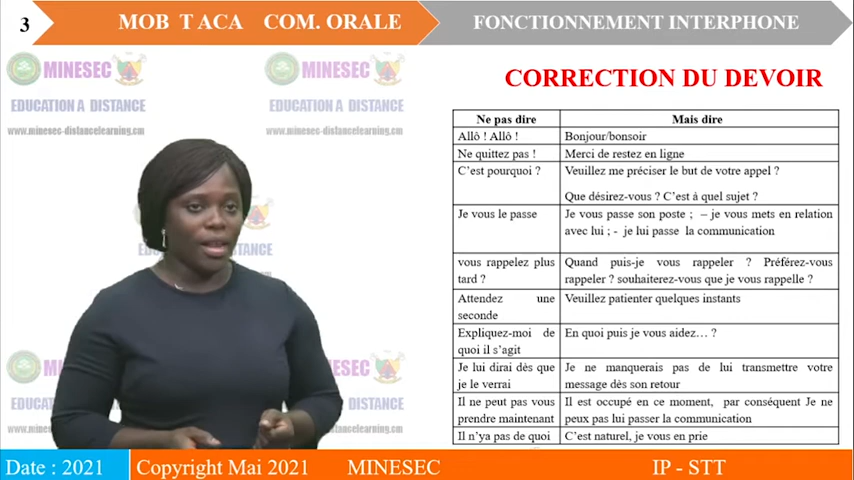 3
MOB T ACA COM. ORALE
FONCTIONNEMENT INTERPHONE
MINESEC
EDUCATION A DISTANCE
www.minesec-distancelearning.cm
MINESEC
EDUCATION A DISTANCE
www.minesec-distancelearning.cm
CORRECTION DU DEVOIR
Ne pas dire
Mais dire
Allô ! Allô !
Bonjour/bonsoir
Ne quittez pas !
Merci de restez en ligne
C’est pourquoi ?
Veuillez me préciser le but de votre appel ?
Que désirez-vous ? C’est à quel sujet ?
Je vous le passe
Je vous passe son poste ; – je vous mets en relation
avec lui ; - je lui passe la communication
vous rappelez plus
tard ?
Quand puis-je vous rappeler ? Préférez-vous
rappeler ? souhaiterez-vous que je vous rappelle ?
Attendez une
seconde
Veuillez patienter quelques instants
Expliquez-moi de
quoi il s’agit
En quoi puis je vous aidez… ?
Je lui dirai dès que
je le verrai
Je ne manquerais pas de lui transmettre votre
message dès son retour
Il ne peut pas vous
prendre maintenant
Il est occupé en ce moment, par conséquent Je ne
peux pas lui passer la communication
Il n’ya pas de quoi
C’est naturel, je vous en prie
STANCE
NESEC
DISTANCE
learning.cm
MINE
EDUCAT
www.mines
Date : 2021
Copyright Mai 2021
MINESEC
IP - STT